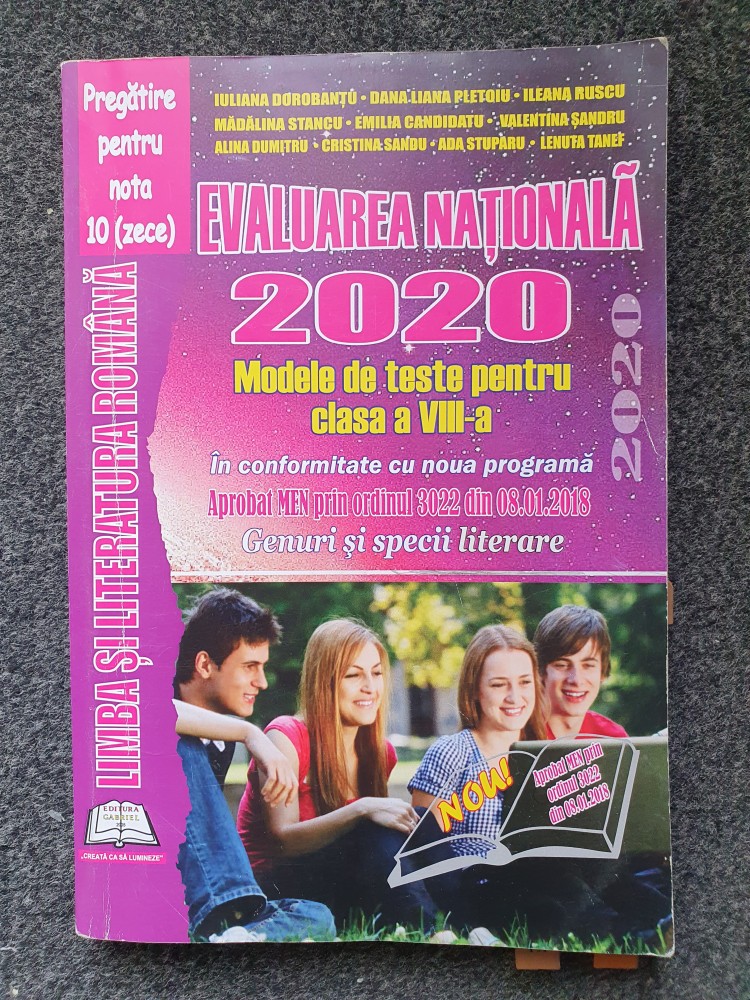 Pregătire
pentru
nota
10 (zece)
IULIANA DOROBANȚU • DANA LIANA PLETOIU • ILEANA RUSCU
MĂDĂLINA STANCU • EMILIA CANDIDATU • VALENTINA ȘANDRU
ALINA DUMITRU • CRISTINA SANDU • ADA STUPARU • LENUȚA TANEF
EVALUAREA NAȚIONALĂ
2020
2020
Modele de teste pentru
clasa a VIII-a
În conformitate cu noua programă
Aprobat MEN prin ordinul 3022 din 08.01.2018
Genuri și specii literare
LIMBA ȘI LITERATURA ROMÂNĂ
NOU!
Aprobat MEN prin
ordinul 3022
din 08.01.2018
EDITURA
GABRIEL
„CREATĂ CA SĂ LUMINEZE”